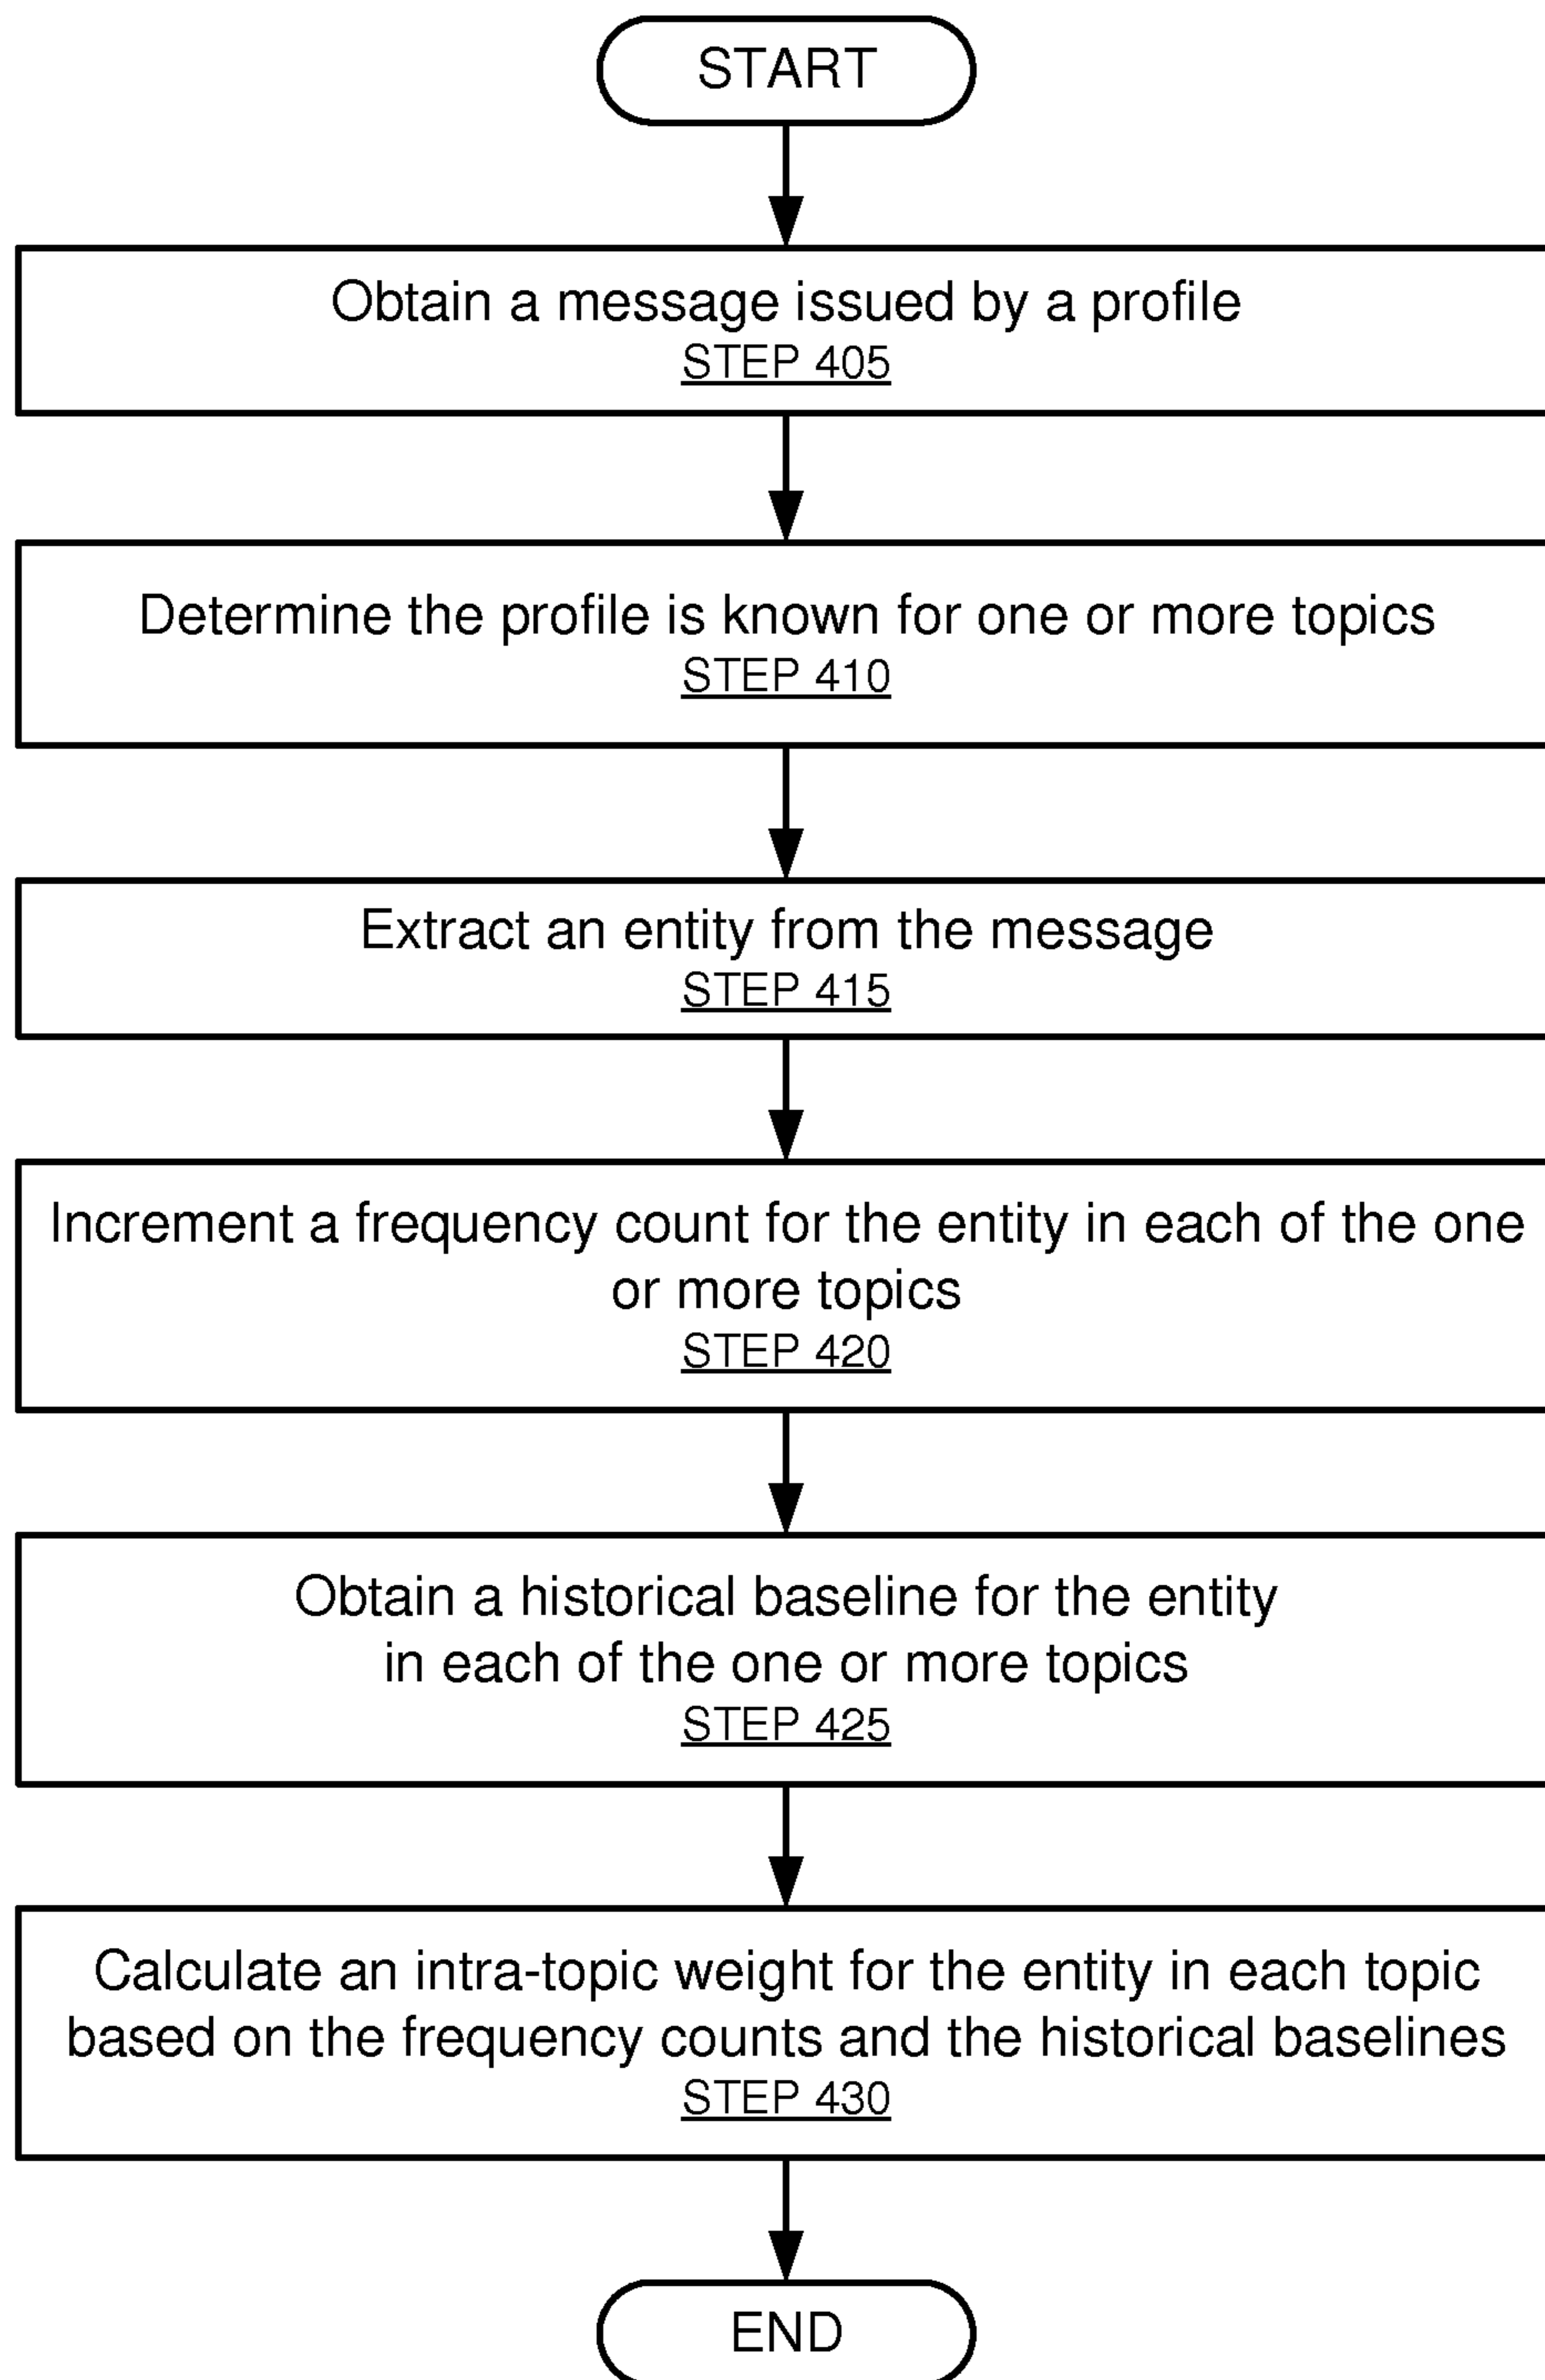 START
Obtain a message issued by a profile
STEP 405
Determine the profile is known for one or more topics
STEP 410
Extract an entity from the message
STEP 415
Increment a frequency count for the entity in each of the one
or more topics
STEP 420
Obtain a historical baseline for the entity
in each of the one or more topics
STEP 425
Calculate an intra-topic weight for the entity in each topic
based on the frequency counts and the historical baselines
STEP 430
END